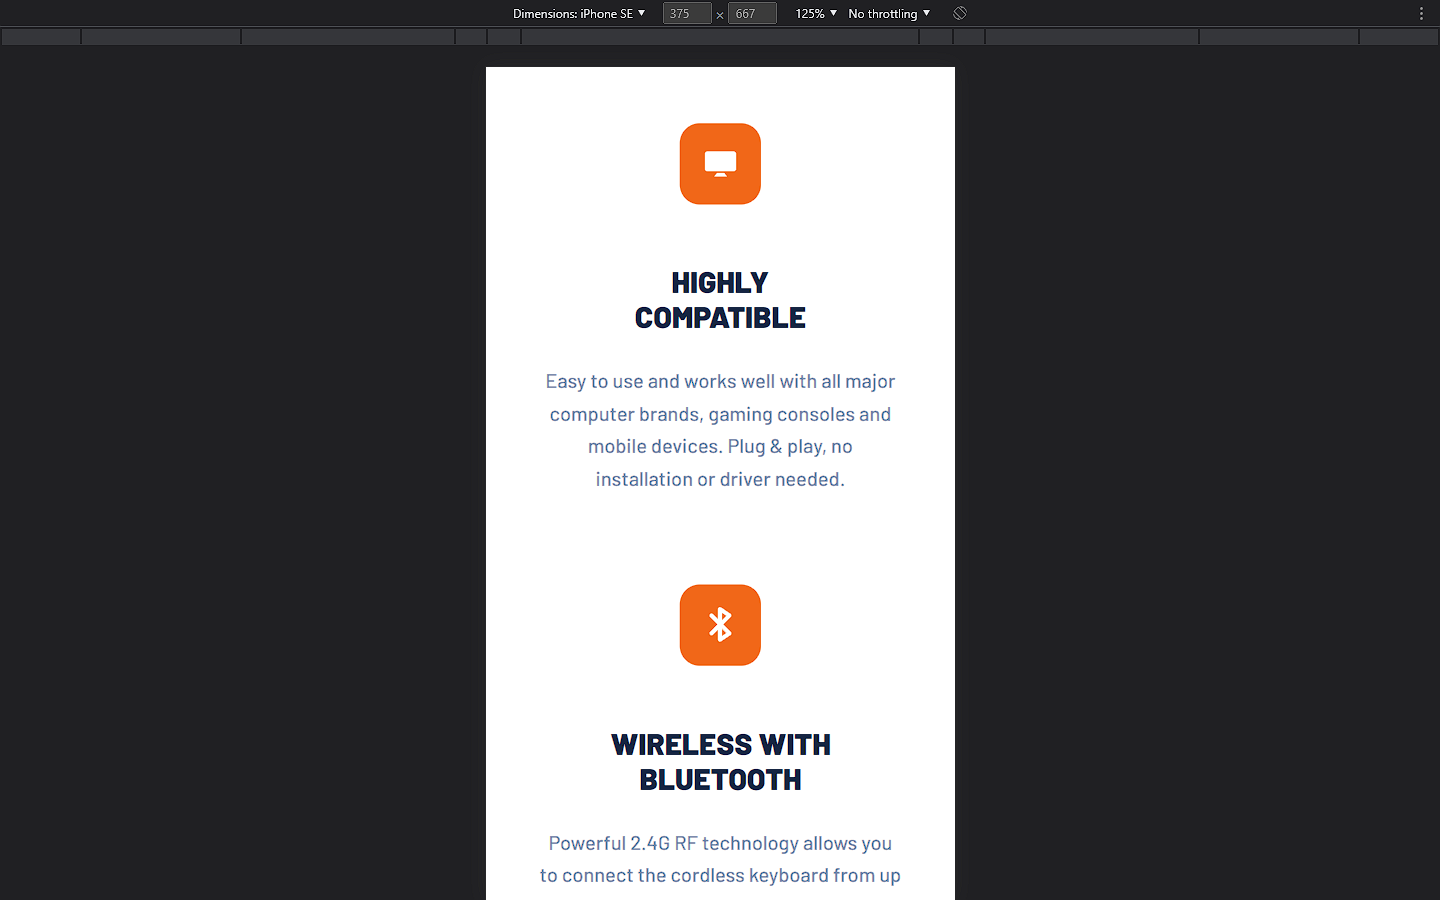 Dimensions: iPhone SE ▼ 375 × 667 125% ▼ No throttling ▼
HIGHLY
COMPATIBLE
Easy to use and works well with all major
computer brands, gaming consoles and
mobile devices. Plug & play, no
installation or driver needed.
WIRELESS WITH
BLUETOOTH
Powerful 2.4G RF technology allows you
to connect the cordless keyboard from up